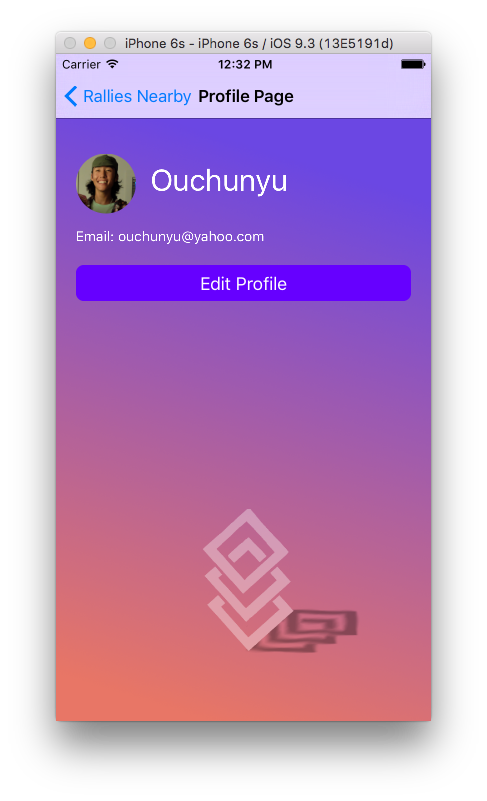 iPhone 6s - iPhone 6s / iOS 9.3 (13E5191d)
Carrier 12:32 PM
Rallies Nearby Profile Page
Ouchunyu
Email: ouchunyu@yahoo.com
Edit Profile